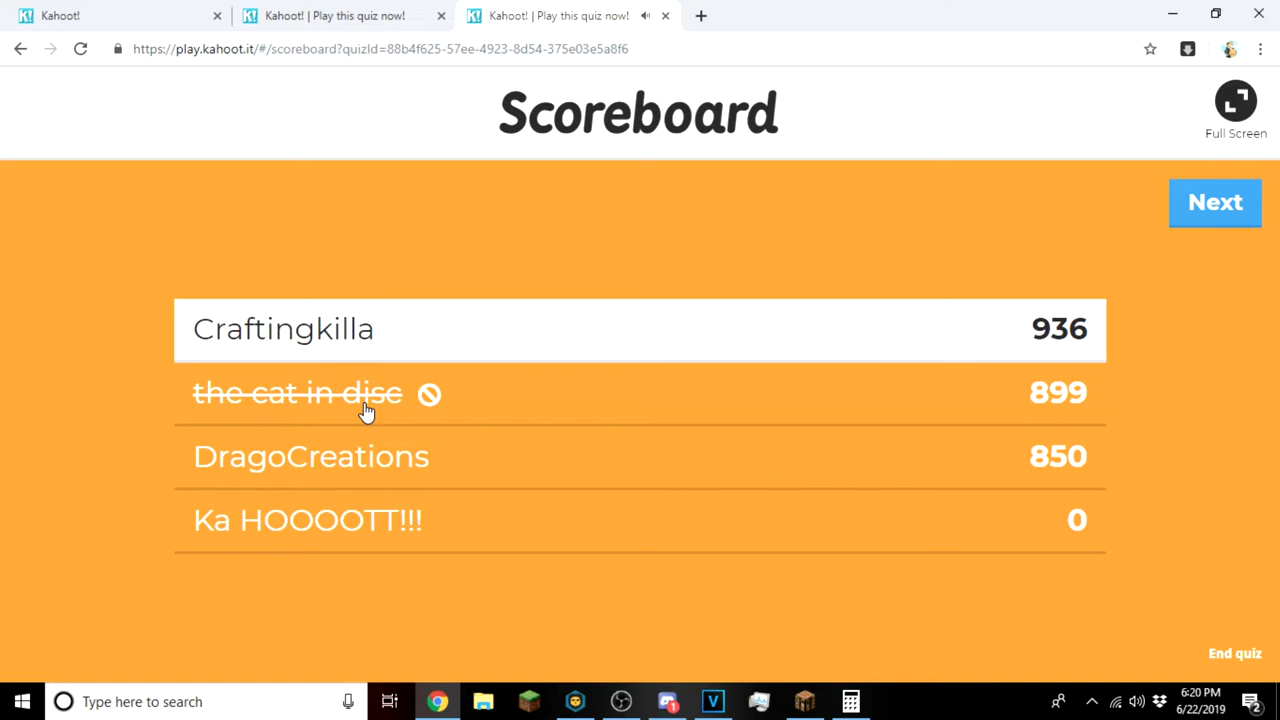 Kahoot!
Kahoot! | Play this quiz now!
Kahoot! | Play this quiz now!
https://play.kahoot.it/#/scoreboard?quizId=88b4f625-57ee-4923-8d54-375e03e5a8f6
Scoreboard
Full Screen
Next
Craftingkilla 936
the cat in disc 899
DragoCreations 850
Ka HOOOOTT!!! 0
End quiz
Type here to search
6:20 PM
6/22/2019